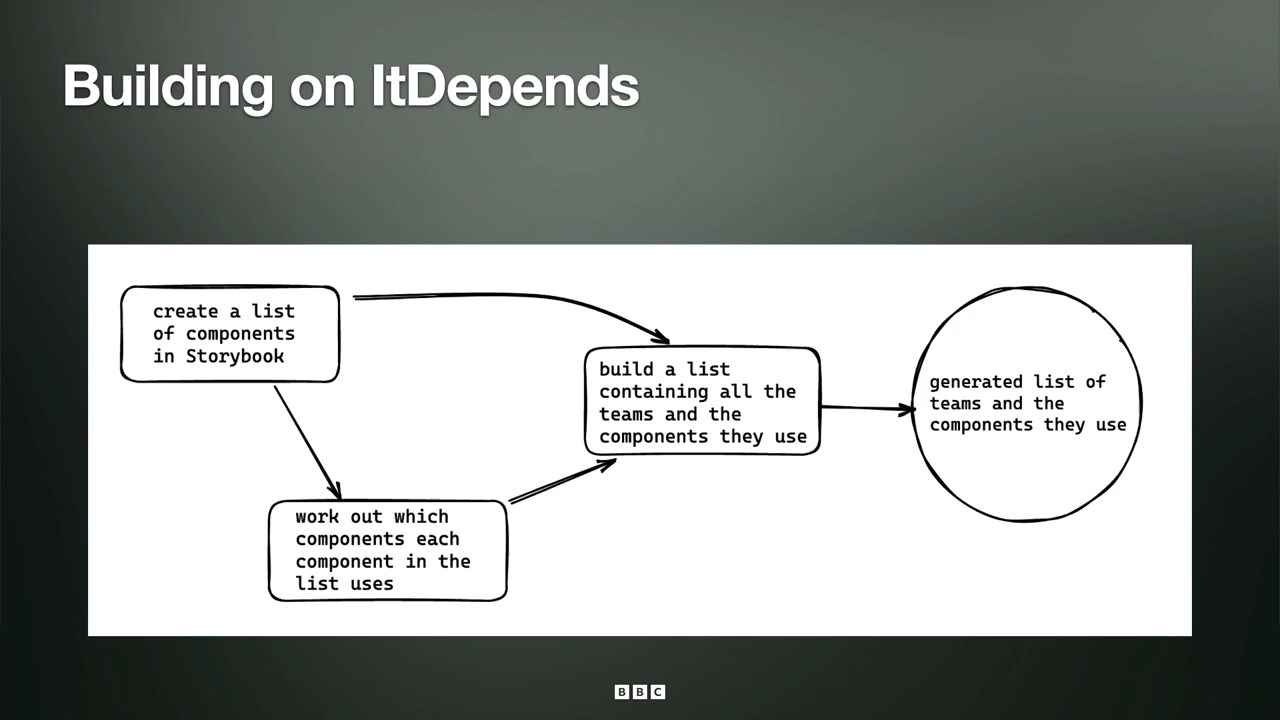 Building on ItDepends
create a list
of components
in Storybook
build a list
containing all the
teams and the
components they use
generated list of
teams and the
components they use
work out which
components each
component in the
list uses
BBC